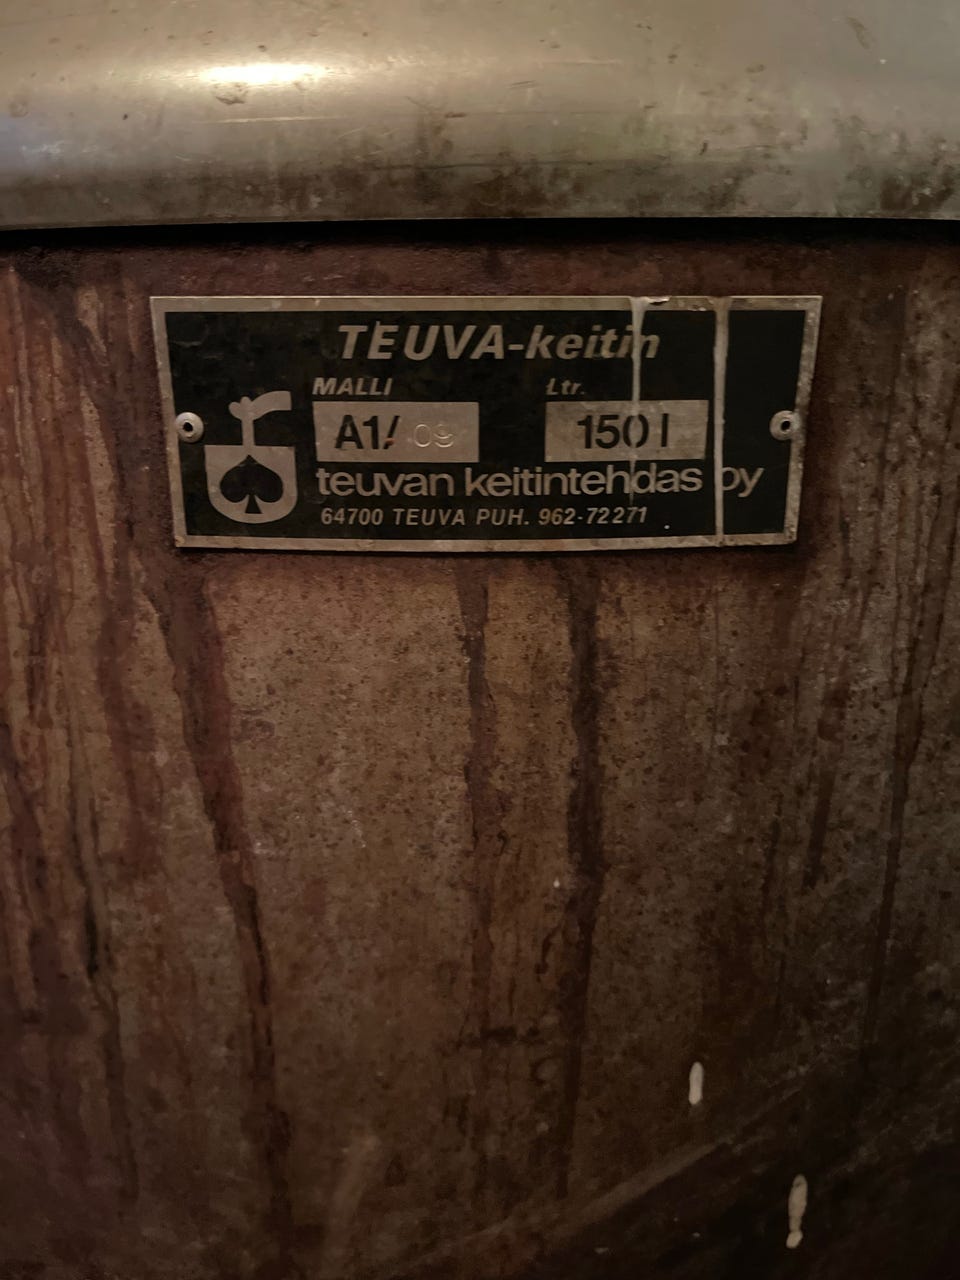 TEUVA-keitin
MALLI Ltr.
A1/ 09 150 l
teuvan keitintehdas oy
64700 TEUVA PUH. 962-72271